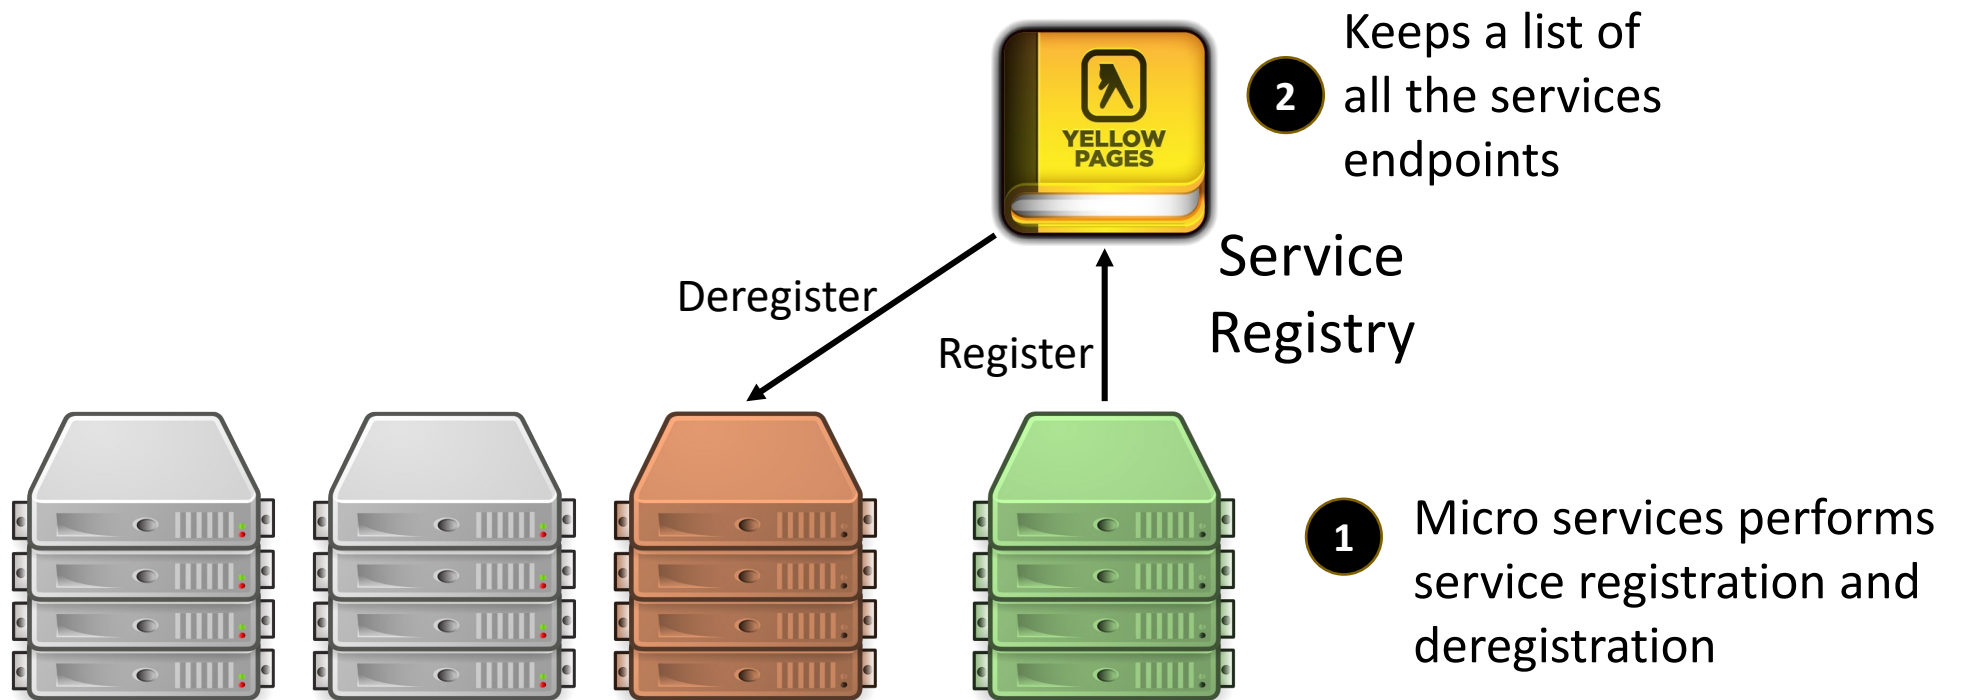 2
Keeps a list of
all the services
endpoints
YELLOW
PAGES
Service
Registry
Deregister
Register
1
Micro services performs
service registration and
deregistration